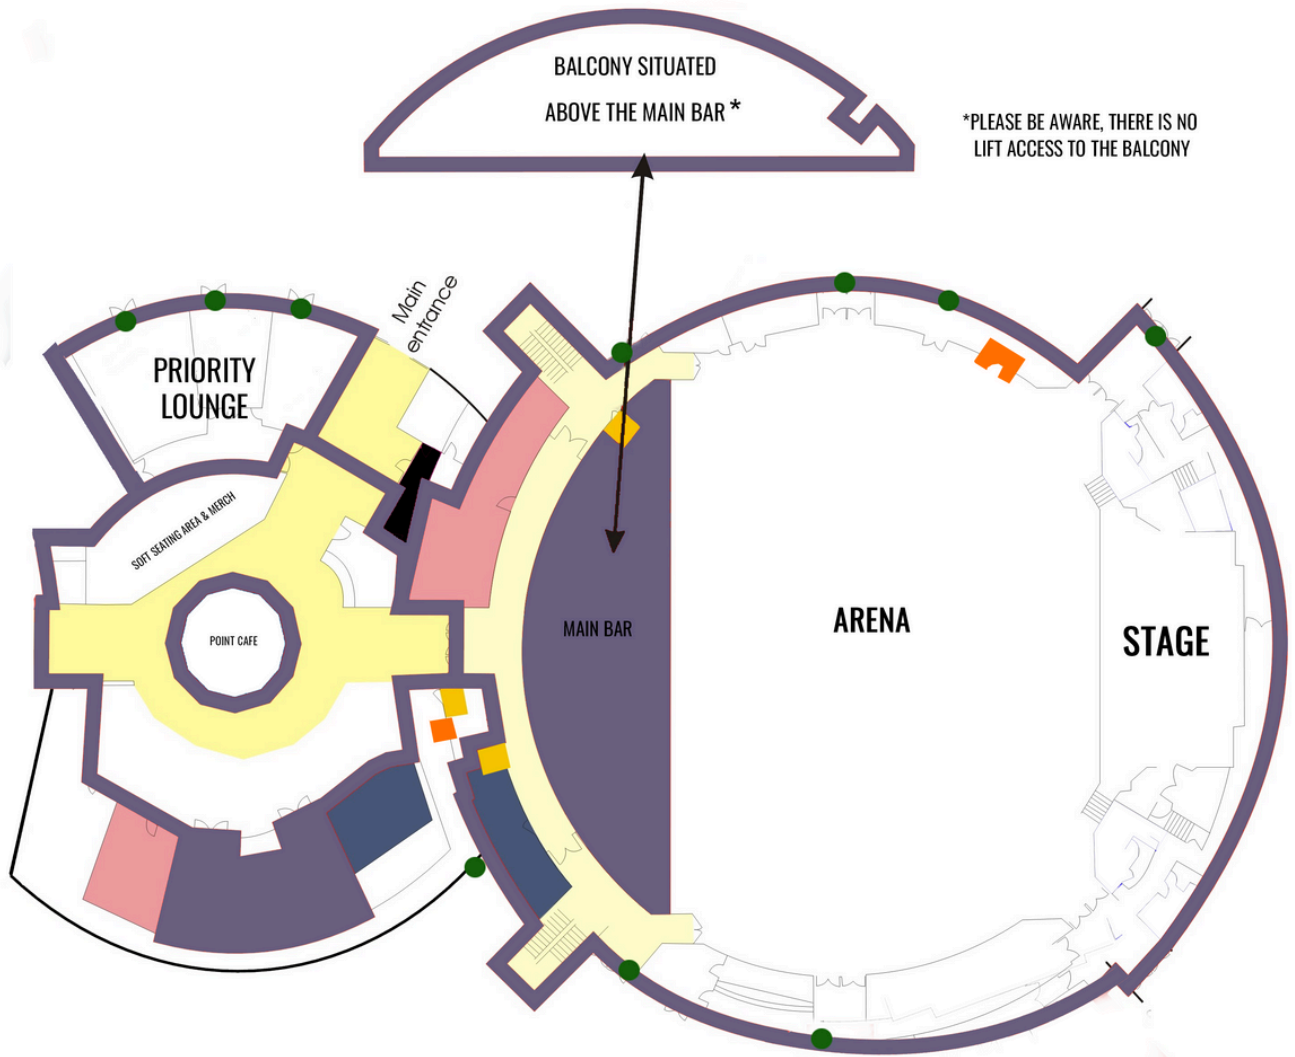 BALCONY SITUATED
ABOVE THE MAIN BAR *
*PLEASE BE AWARE, THERE IS NO
LIFT ACCESS TO THE BALCONY
Main
entrance
PRIORITY
LOUNGE
SOFT SEATING AREA & MERCH
POINT CAFE
MAIN BAR
ARENA
STAGE